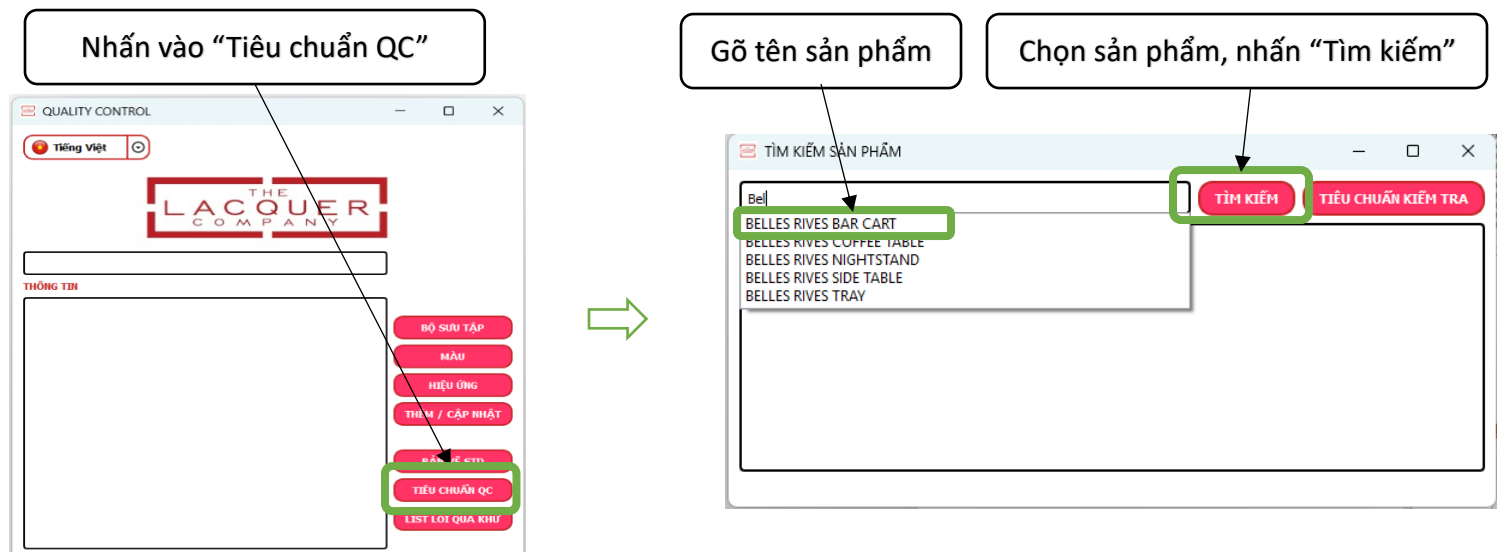 Nhấn vào “Tiêu chuẩn QC”
Gõ tên sản phẩm
Chọn sản phẩm, nhấn “Tìm kiếm”
QUALITY CONTROL
Tiếng Việt
THE
LACQUER
COMPANY
THÔNG TIN
BỘ SƯU TẬP
MÀU
HIỆU ỨNG
THÊM / CẬP NHẬT
BẢN VẼ STD
TIÊU CHUẨN QC
LIST LỖI QUÁ KHỨ
TÌM KIẾM SẢN PHẨM
Bel
TÌM KIẾM
TIÊU CHUẨN KIỂM TRA
BELLES RIVES BAR CART
BELLES RIVES COFFEE TABLE
BELLES RIVES NIGHTSTAND
BELLES RIVES SIDE TABLE
BELLES RIVES TRAY